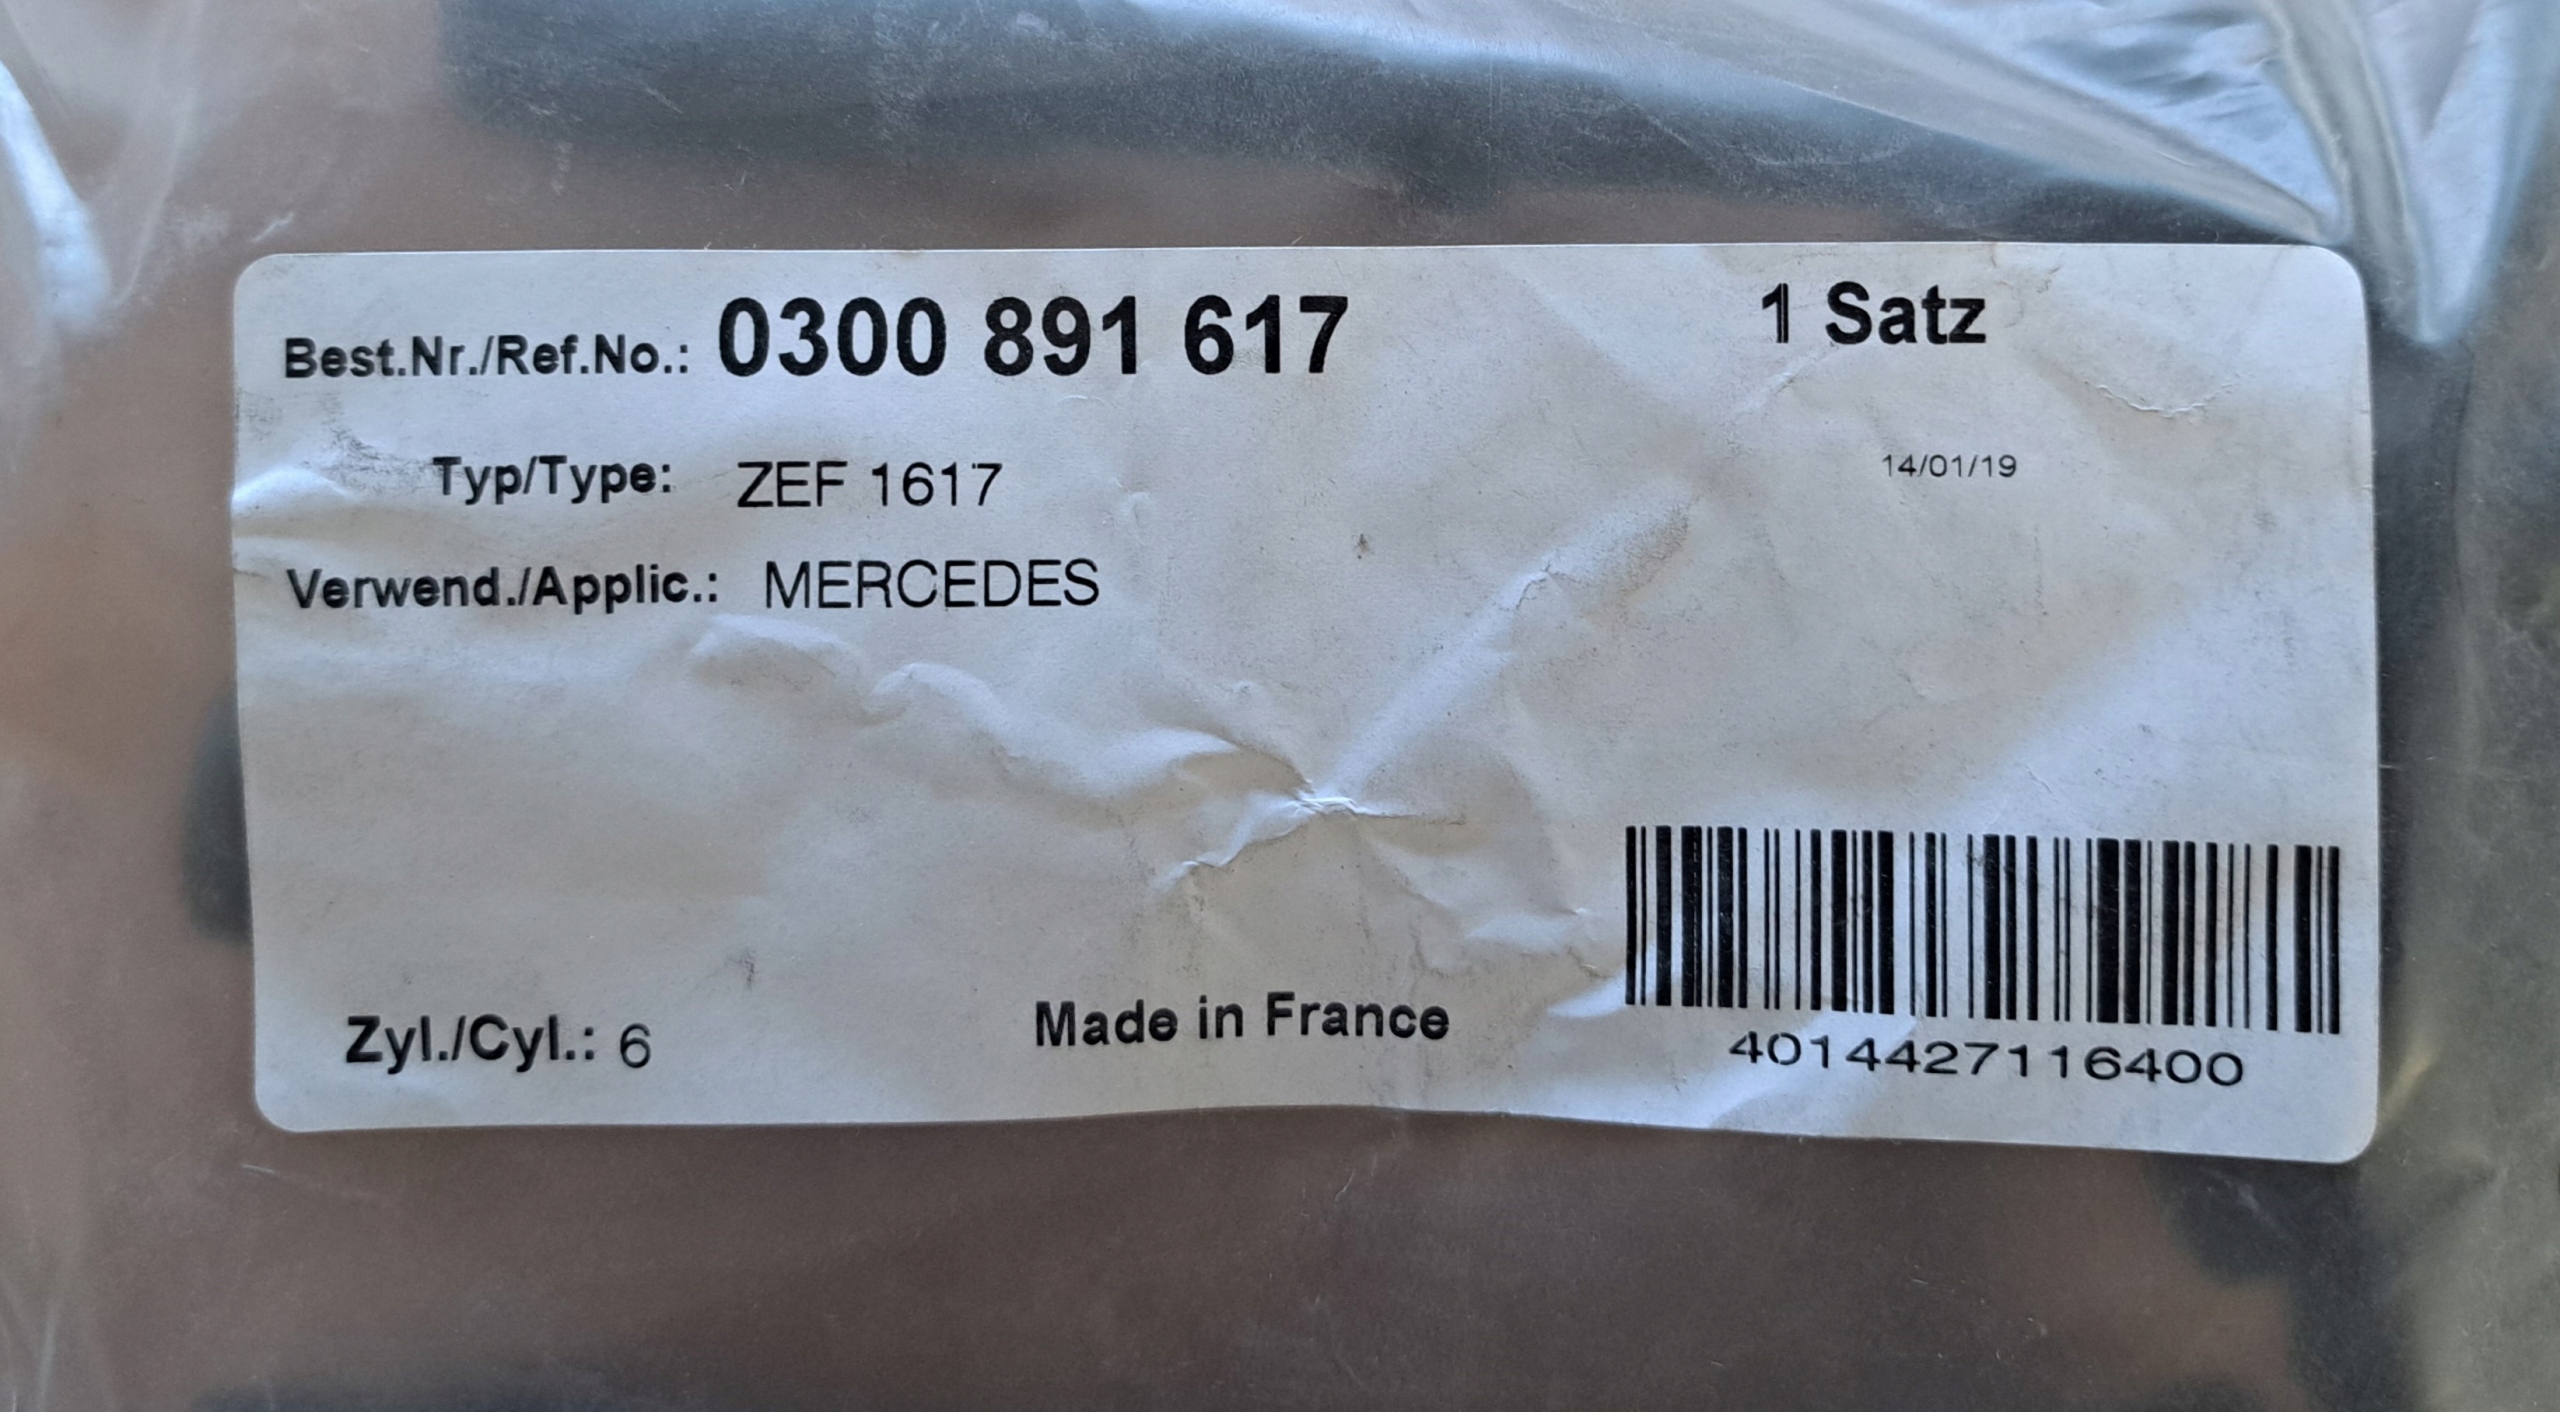 Best.Nr./Ref.No.: 0300 891 617 1 Satz
Typ/Type: ZEF 1617 14/01/19
Verwend./Applic.: MERCEDES
Zyl./Cyl.: 6 Made in France
4014427116400